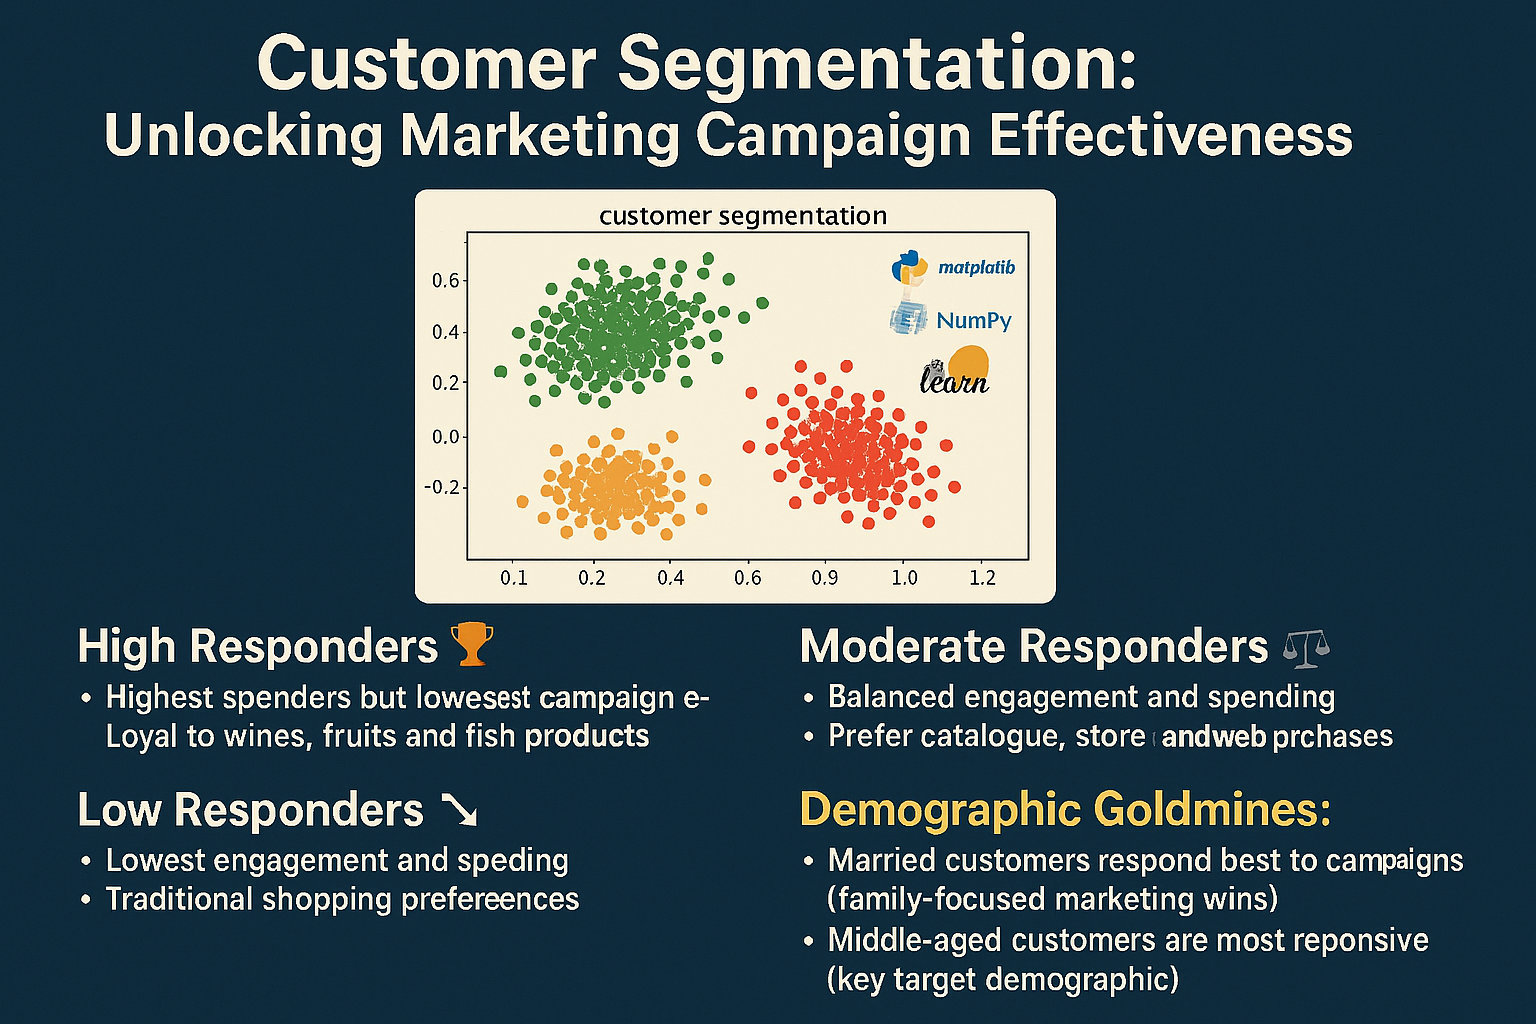 Customer Segmentation:
Unlocking Marketing Campaign Effectiveness
customer segmentation
0.6
0.4
0.2
0.0
-0.2
matplatib
NumPy
learn
0.1 0.2 0.4 0.6 0.9 1.0 1.2
High Responders
• Highest spenders but lowesest campaign e-
Loyal to wines, fruits and fish products
Moderate Responders
• Balanced engagement and spending
• Prefer catalogue, store andweb prchases
Low Responders
• Lowest engagement and speding
• Traditional shopping prefereences
Demographic Goldmines:
• Married customers respond best to campaigns
(family-focused marketing wins)
• Middle-aged customers are most reponsive
(key target demographic)